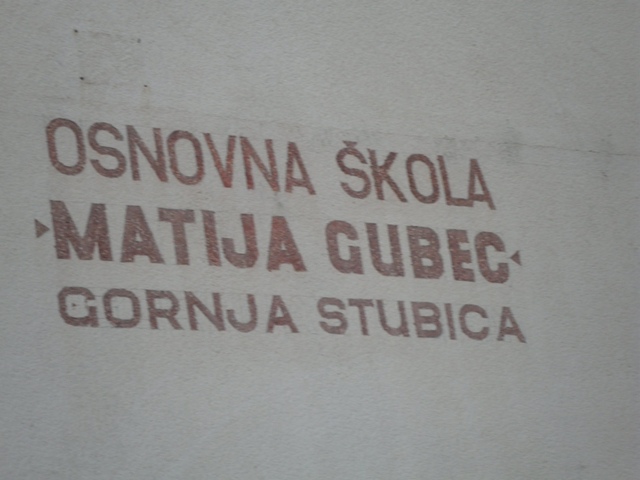 OSNOVNA ŠKOLA
MATIJA GUBEC
GORNJA STUBICA